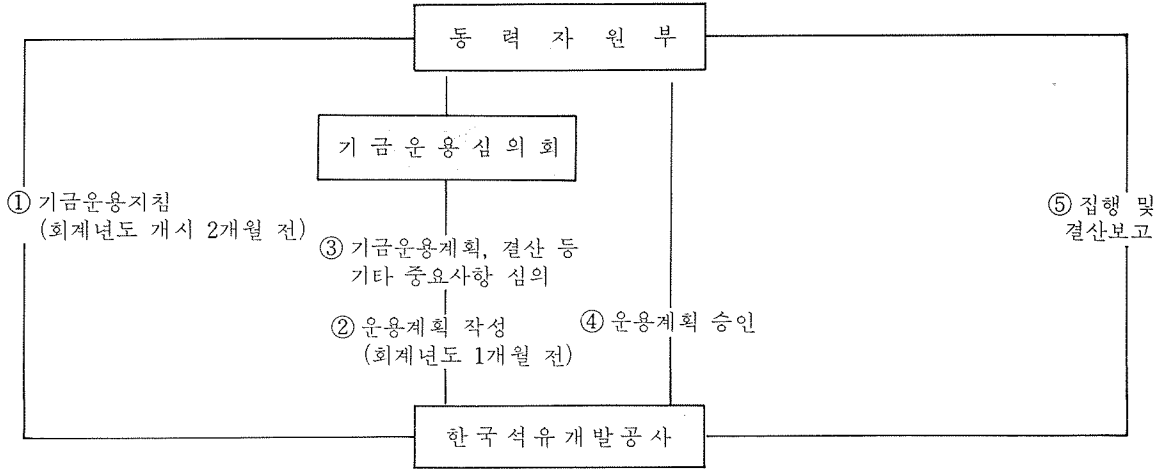 동력자원부
기금운용심의회
① 기금운용지침
(회계년도 개시 2개월 전)
③ 기금운용계획, 결산 등
기타 중요사항 심의
② 운용계획 작성
(회계년도 1개월 전)
④ 운용계획 승인
⑤ 집행 및
결산보고
한국석유개발공사